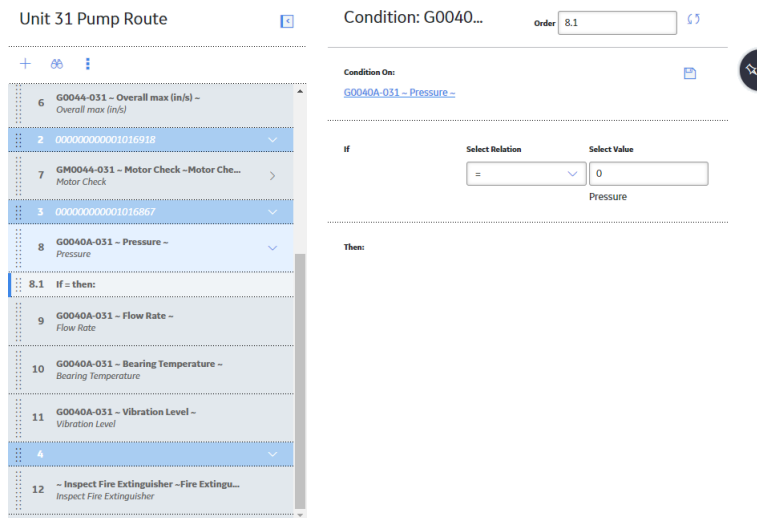 Unit 31 Pump Route
6 G0044-031 ~ Overall max (in/s) ~
Overall max (in/s)
2 000000000001016918
7 GM0044-031 ~ Motor Check ~Motor Che...
Motor Check
3 000000000001016867
8 G0040A-031 ~ Pressure ~
Pressure
8.1 If = then:
9 G0040A-031 ~ Flow Rate ~
Flow Rate
10 G0040A-031 ~ Bearing Temperature ~
Bearing Temperature
11 G0040A-031 ~ Vibration Level ~
Vibration Level
4
12 ~ Inspect Fire Extinguisher ~Fire Extingu...
Inspect Fire Extinguisher
Condition: G0040... Order 8.1
Condition On:
G0040A-031 ~ Pressure ~
If Select Relation Select Value
= 0
Pressure
Then: